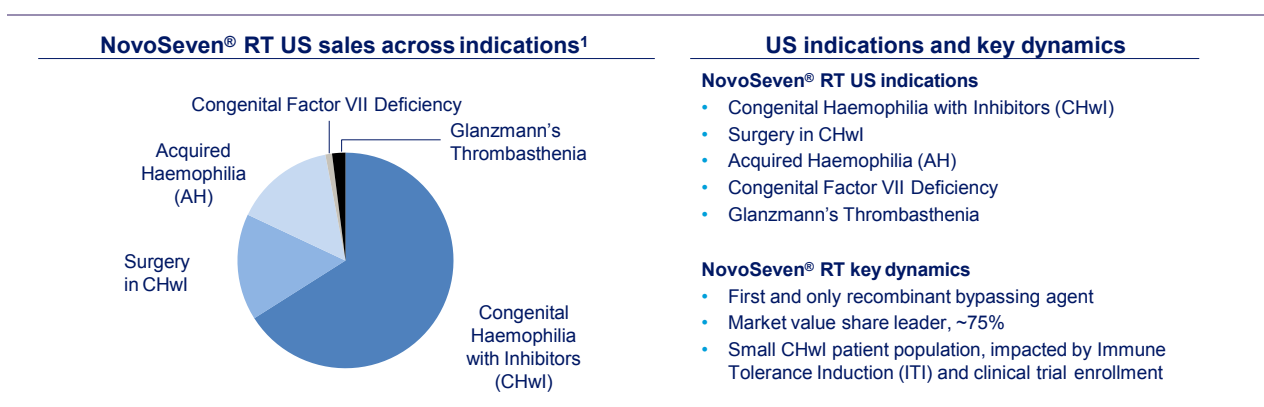 NovoSeven® RT US sales across indications¹
Congenital Factor VII Deficiency
Glanzmann's
Thrombasthenia
Acquired
Haemophilia
(AH)
Surgery
in CHwI
Congenital
Haemophilia
with Inhibitors
(CHwI)
US indications and key dynamics
NovoSeven® RT US indications
• Congenital Haemophilia with Inhibitors (CHwI)
• Surgery in CHwI
• Acquired Haemophilia (AH)
• Congenital Factor VII Deficiency
• Glanzmann's Thrombasthenia
NovoSeven® RT key dynamics
• First and only recombinant bypassing agent
• Market value share leader, ~75%
• Small CHwI patient population, impacted by Immune
Tolerance Induction (ITI) and clinical trial enrollment